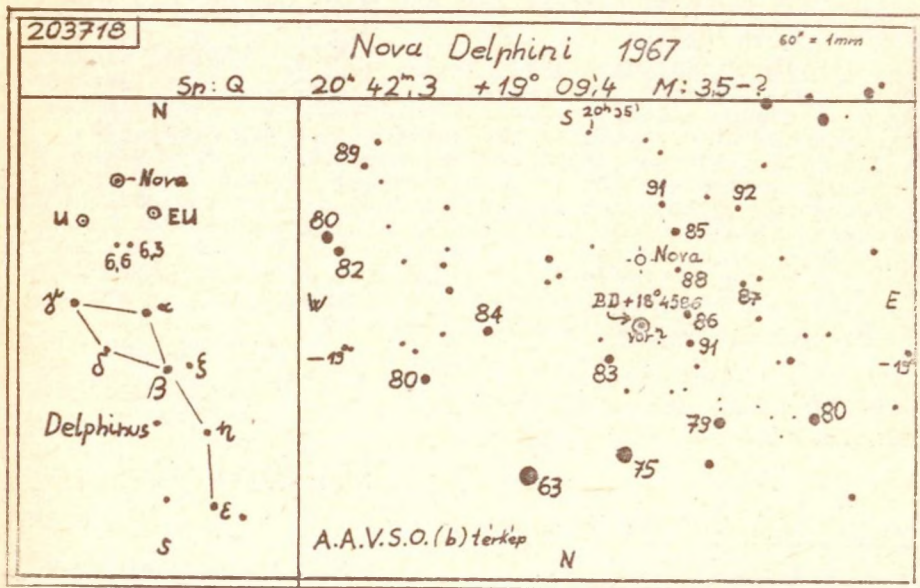 203718
Nova Delphini 1967
60" = 1mm
Sp: Q 20h 42m,3 +19° 09',4 M: 3,5-?
N
Nova
U EU
6,6 6,3
γ α
δ β ξ
Delphinus
η
ε
S
S 20h35'
89
91 92
80 85
82 Nova
88
87
W BD+18°4586 E
84 86
var?
-19° 91 -19°
80 83
79 80
75
63
A.A.V.S.O. (b) térkép
N